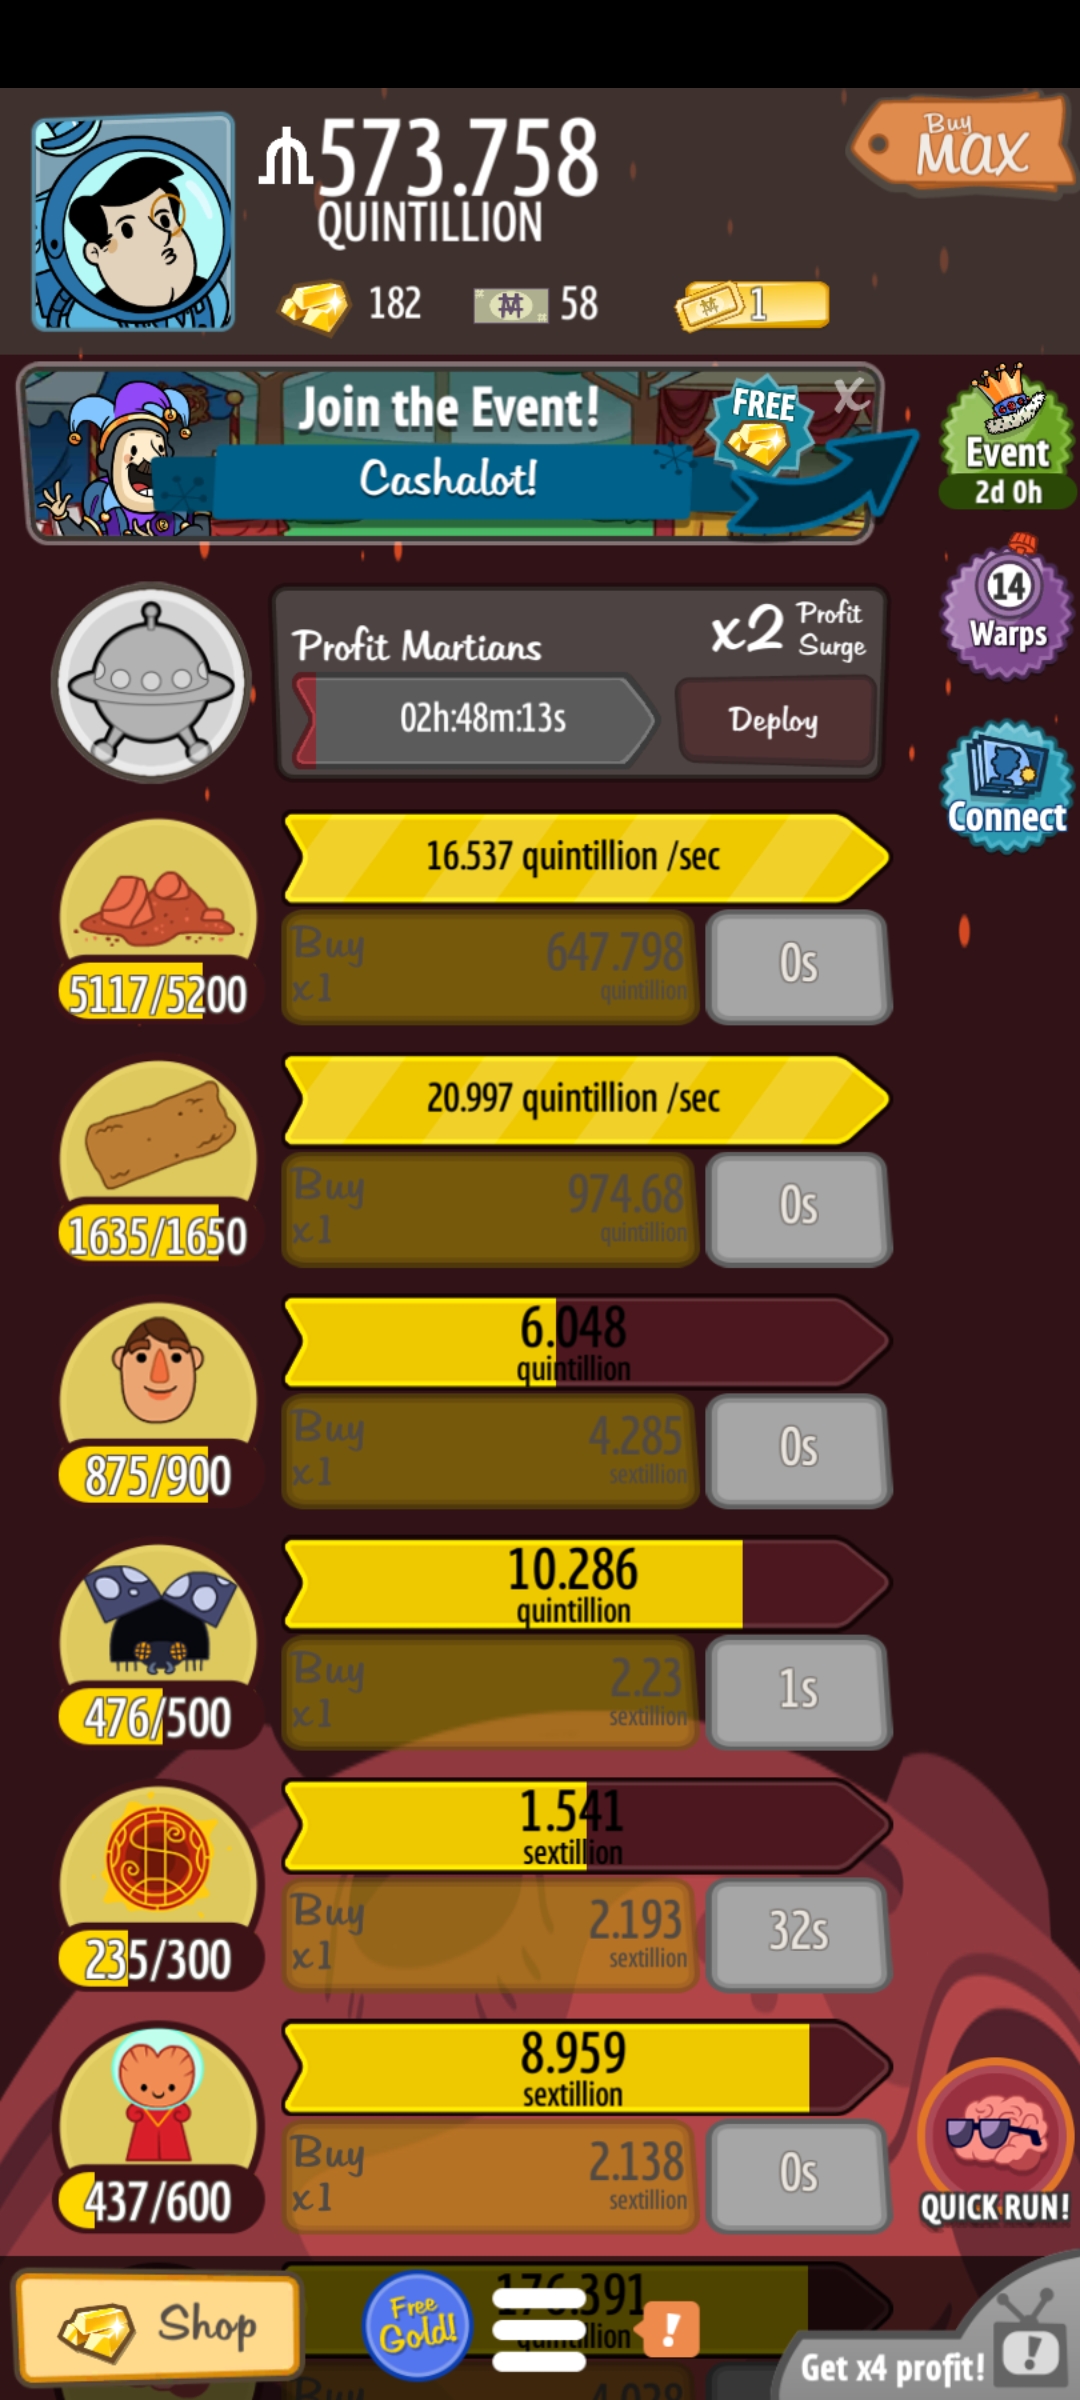 573.758
QUINTILLION
Buy
MAX
182
58
1
Join the Event!
FREE
X
Cashalot!
Event
2d 0h
14
Warps
Profit Martians
x2 Profit
Surge
02h:48m:13s
Deploy
Connect
16.537 quintillion /sec
5117/5200
Buy
x1
647.798
quintillion
0s
20.997 quintillion /sec
1635/1650
Buy
x1
974.68
quintillion
0s
6.048
quintillion
875/900
Buy
x1
4.285
sextillion
0s
10.286
quintillion
476/500
Buy
x1
2.23
sextillion
1s
1.541
sextillion
235/300
Buy
x1
2.193
sextillion
32s
8.959
sextillion
437/600
Buy
x1
2.138
sextillion
0s
QUICK RUN!
176.391
Shop
Free
Gold!
!
Get x4 profit!
!
Buy